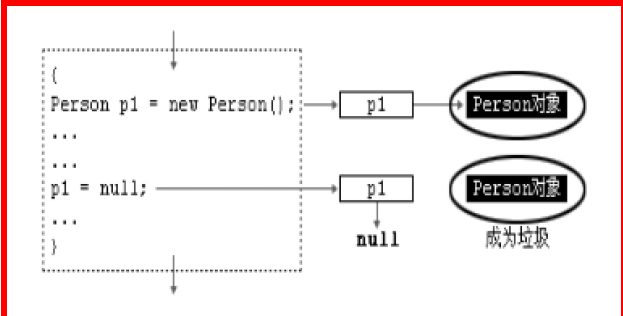 {
Person p1 = new Person(); p1 Person对象
...
...
p1 = null; p1 Person对象
... null 成为垃圾
}